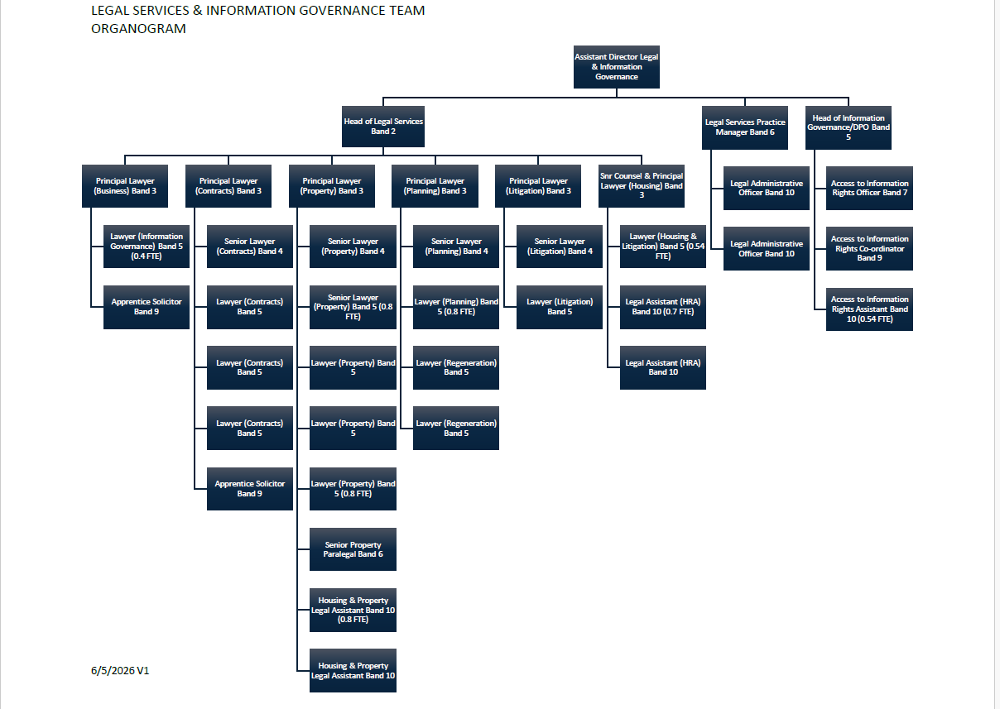 LEGAL SERVICES & INFORMATION GOVERNANCE TEAM
ORGANOGRAM
Assistant Director Legal
& Information
Governance
Head of Legal Services
Band 2
Legal Services Practice
Manager Band 6
Head of Information
Governance/DPO Band
5
Principal Lawyer
(Business) Band 3
Principal Lawyer
(Contracts) Band 3
Principal Lawyer
(Property) Band 3
Principal Lawyer
(Planning) Band 3
Principal Lawyer
(Litigation) Band 3
Snr Counsel & Principal
Lawyer (Housing) Band
3
Legal Administrative
Officer Band 10
Access to Information
Rights Officer Band 7
Lawyer (Information
Governance) Band 5
(0.4 FTE)
Senior Lawyer
(Contracts) Band 4
Senior Lawyer
(Property) Band 4
Senior Lawyer
(Planning) Band 4
Senior Lawyer
(Litigation) Band 4
Lawyer (Housing &
Litigation) Band 5 (0.54
FTE)
Legal Administrative
Officer Band 10
Access to Information
Rights Co-ordinator
Band 9
Apprentice Solicitor
Band 9
Lawyer (Contracts)
Band 5
Senior Lawyer
(Property) Band 5 (0.8
FTE)
Lawyer (Planning) Band
5 (0.8 FTE)
Lawyer (Litigation)
Band 5
Legal Assistant (HRA)
Band 10 (0.7 FTE)
Access to Information
Rights Assistant Band
10 (0.54 FTE)
Lawyer (Contracts)
Band 5
Lawyer (Property) Band
5
Lawyer (Regeneration)
Band 5
Legal Assistant (HRA)
Band 10
Lawyer (Contracts)
Band 5
Lawyer (Property) Band
5
Lawyer (Regeneration)
Band 5
Apprentice Solicitor
Band 9
Lawyer (Property) Band
5 (0.8 FTE)
Senior Property
Paralegal Band 6
Housing & Property
Legal Assistant Band 10
(0.8 FTE)
Housing & Property
Legal Assistant Band 10
6/5/2026 V1